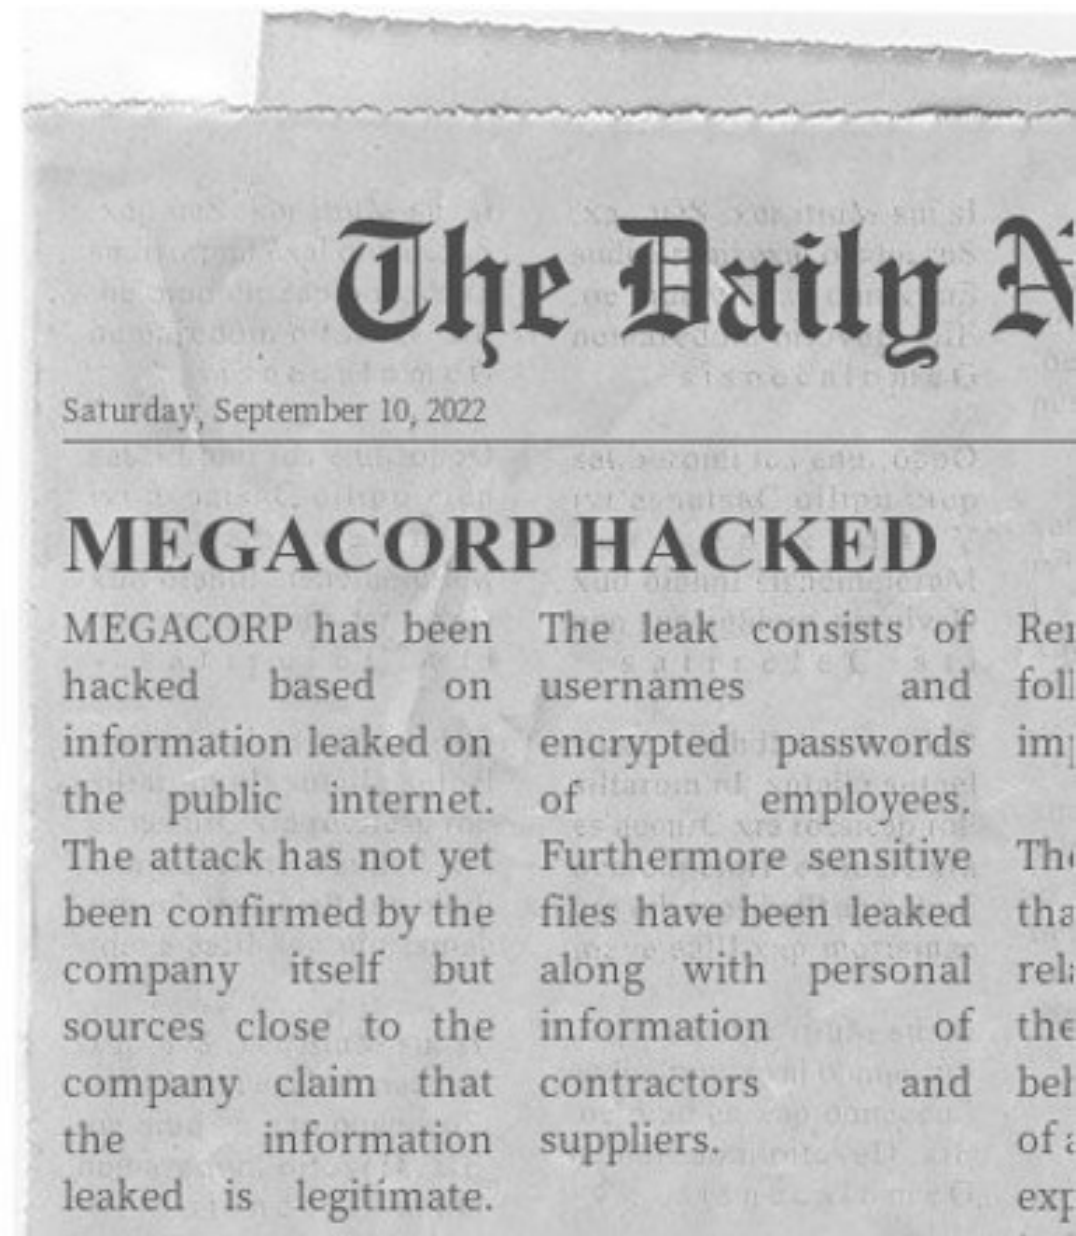 The Daily N
Saturday, September 10, 2022
MEGACORP HACKED
MEGACORP has been
hacked based on
information leaked on
the public internet.
The attack has not yet
been confirmed by the
company itself but
sources close to the
company claim that
the information
leaked is legitimate.
The leak consists of
usernames and
encrypted passwords
of employees.
Furthermore sensitive
files have been leaked
along with personal
information of
contractors and
suppliers.